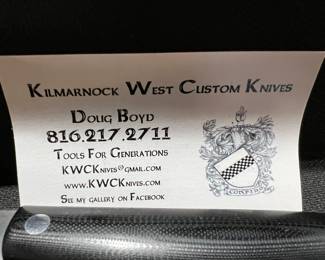 Kilmarnock West Custom Knives
Doug Boyd
816.217.2711
Tools For Generations
KWCKnives@gmail.com
www.KWCKnives.com
See my gallery on Facebook